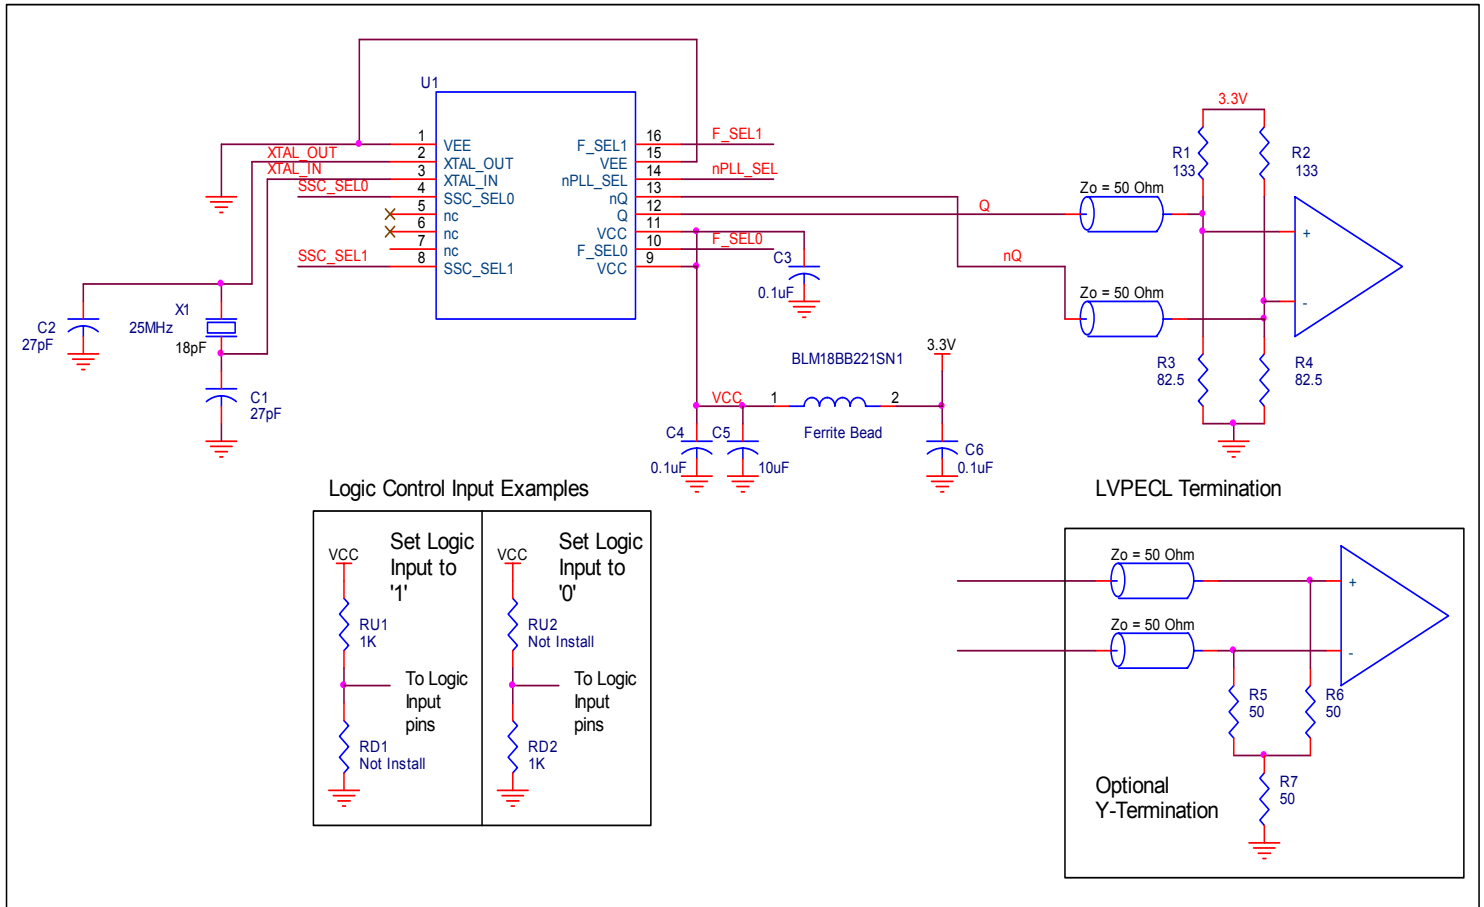 U1
1
VEE
2
XTAL_OUT
3
XTAL_IN
4
SSC_SEL0
5
nc
6
nc
7
nc
8
SSC_SEL1
16
F_SEL1
15
VEE
14
nPLL_SEL
13
nQ
12
Q
11
VCC
10
F_SEL0
9
VCC
XTAL_OUT
XTAL_IN
SSC_SEL0
SSC_SEL1
F_SEL1
nPLL_SEL
F_SEL0
Q
nQ
C2
27pF
X1
25MHz
18pF
C1
27pF
C3
0.1uF
3.3V
BLM18BB221SN1
VCC
1
2
Ferrite Bead
C4
0.1uF
C5
10uF
C6
0.1uF
3.3V
R1
133
R2
133
Zo = 50 Ohm
Zo = 50 Ohm
+
-
R3
82.5
R4
82.5
LVPECL Termination
Logic Control Input Examples
VCC
Set Logic
Input to
'1'
RU1
1K
To Logic
Input
pins
RD1
Not Install
VCC
Set Logic
Input to
'0'
RU2
Not Install
To Logic
Input
pins
RD2
1K
Zo = 50 Ohm
Zo = 50 Ohm
+
-
R5
50
R6
50
R7
50
Optional
Y-Termination